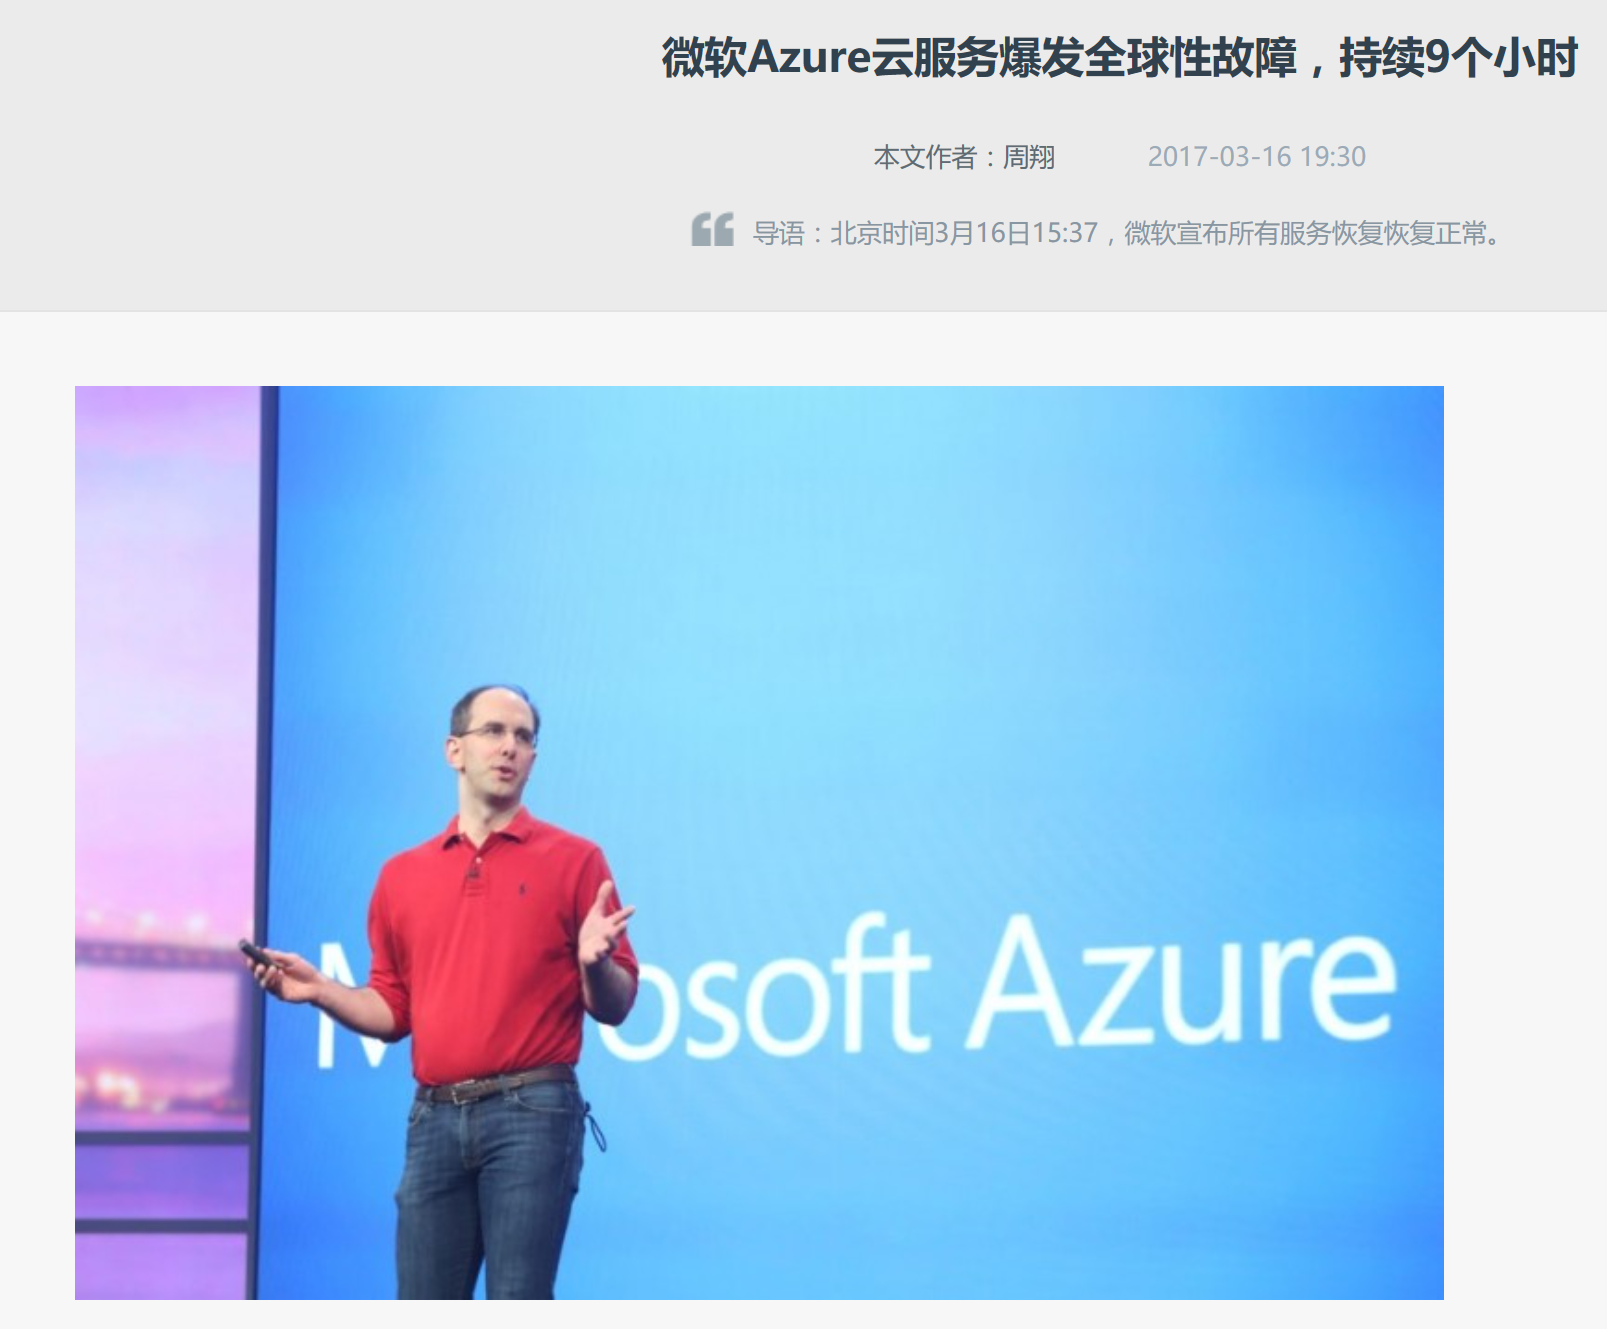 微软Azure云服务爆发全球性故障，持续9个小时
本文作者：周翔 2017-03-16 19:30
导语：北京时间3月16日15:37，微软宣布所有服务恢复恢复正常。
M osoft Azure